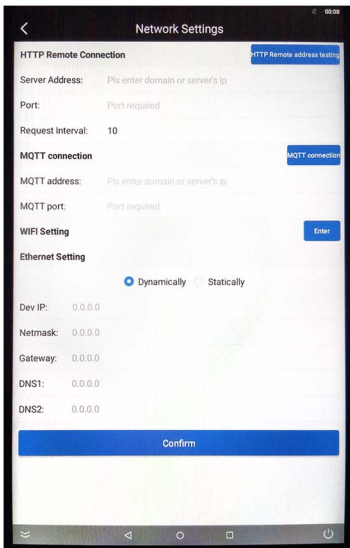 00:08
Network Settings
HTTP Remote Connection
HTTP Remote address testing
Server Address: Pls enter domain or server's ip
Port: Port required
Request Interval: 10
MQTT connection
MQTT connection
MQTT address: Pls enter domain or server's ip
MQTT port: Port required
WIFI Setting
Enter
Ethernet Setting
Dynamically Statically
Dev IP: 0.0.0.0
Netmask: 0.0.0.0
Gateway: 0.0.0.0
DNS1: 0.0.0.0
DNS2: 0.0.0.0
Confirm